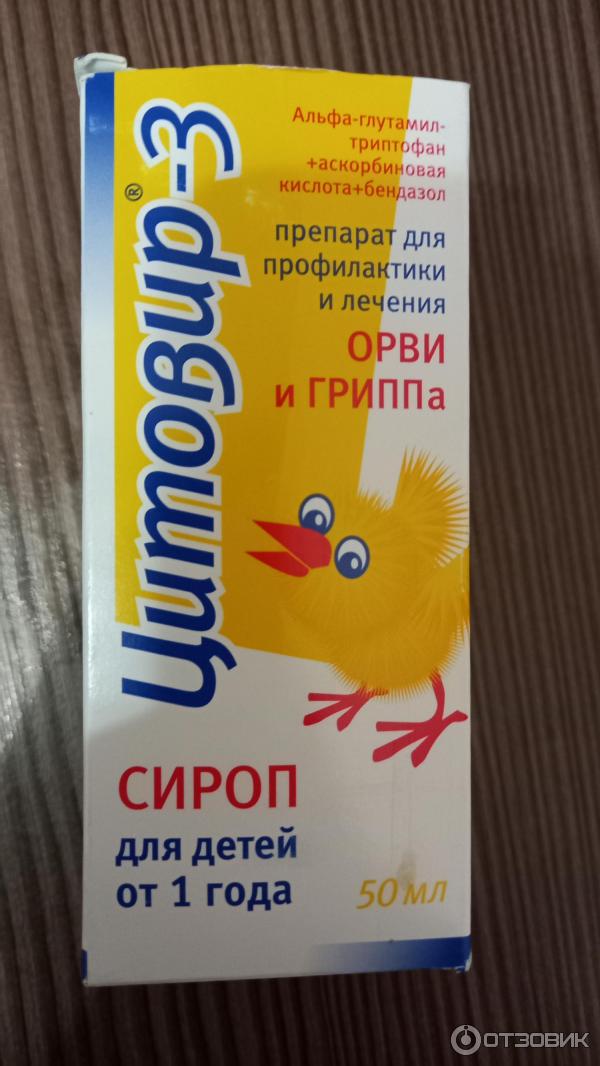 Цитовир-3®
Альфа-глутамил-
триптофан
+аскорбиновая
кислота+бендазол
препарат для
профилактики
и лечения
ОРВИ
и ГРИППа
СИРОП
для детей
от 1 года
50 мл
ОТЗОВИК